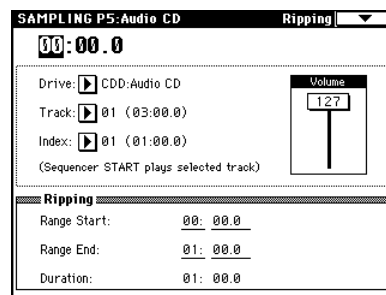 SAMPLING P5:Audio CD Ripping
00:00.0
Drive: CDD:Audio CD
Volume
127
Track: 01 (03:00.0)
Index: 01 (01:00.0)
(Sequencer START plays selected track)
Ripping
Range Start: 00: 00.0
Range End: 01: 00.0
Duration: 01: 00.0